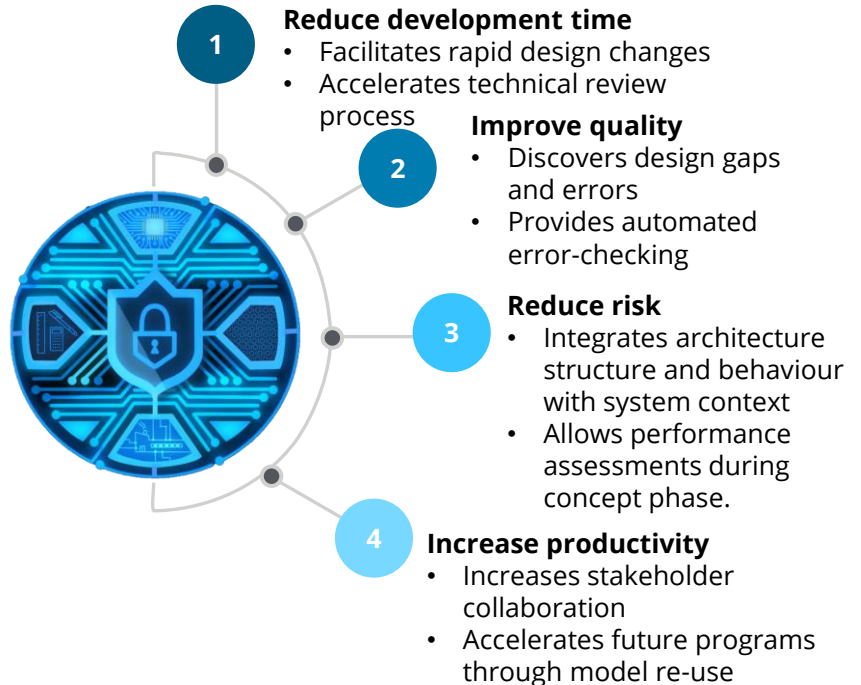 1
Reduce development time
• Facilitates rapid design changes
• Accelerates technical review
process
2
Improve quality
• Discovers design gaps
and errors
• Provides automated
error-checking
3
Reduce risk
• Integrates architecture
structure and behaviour
with system context
• Allows performance
assessments during
concept phase.
4
Increase productivity
• Increases stakeholder
collaboration
• Accelerates future programs
through model re-use